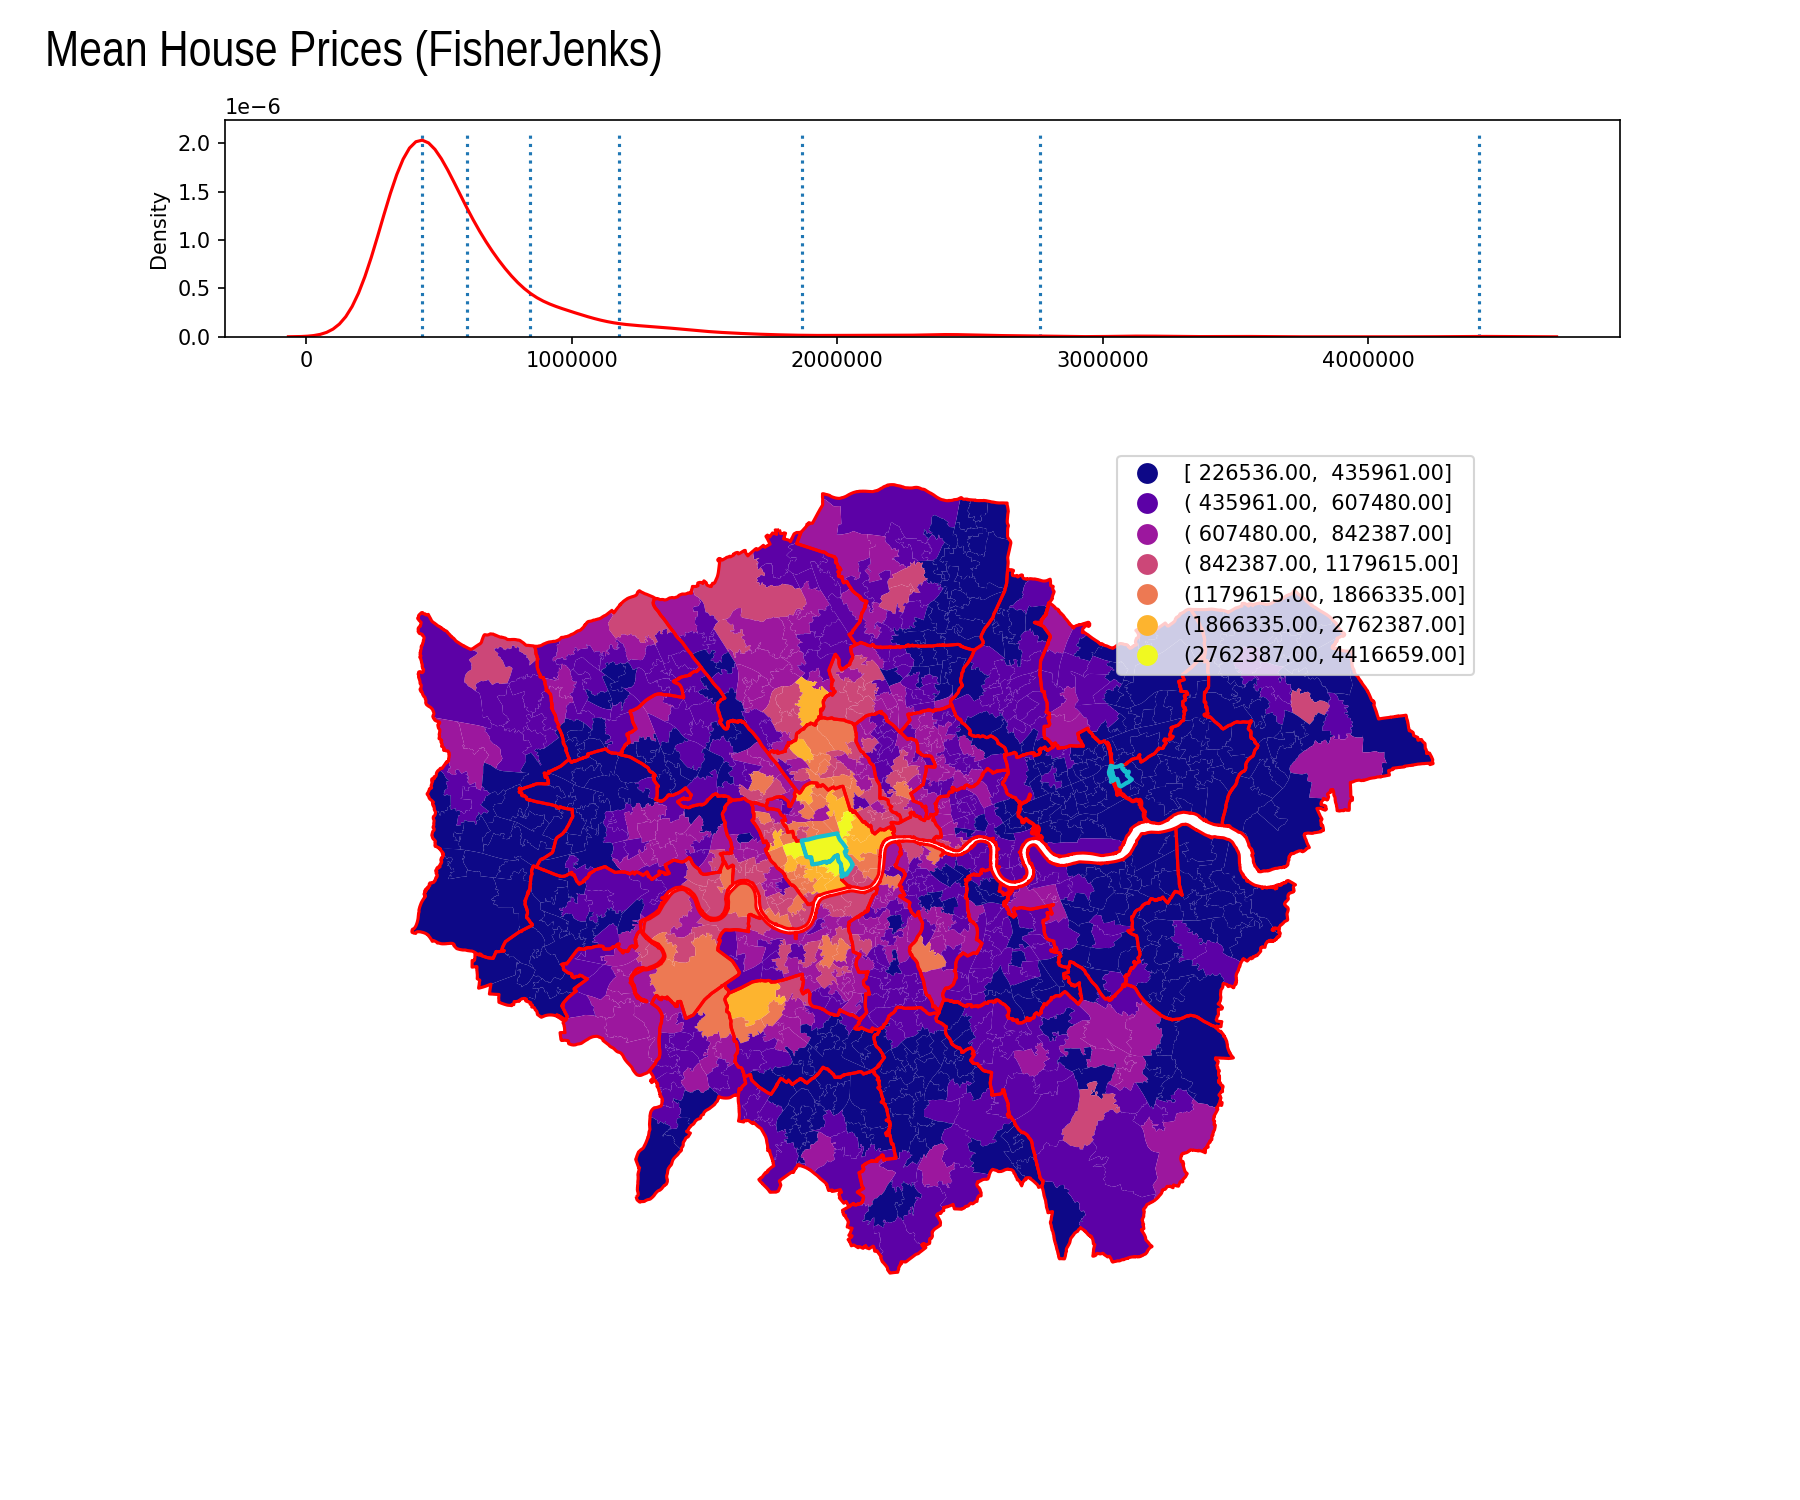 Mean House Prices (FisherJenks)
1e−6
2.0
1.5
1.0
0.5
0.0
Density
0 1000000 2000000 3000000 4000000
[ 226536.00,  435961.00]
( 435961.00,  607480.00]
( 607480.00,  842387.00]
( 842387.00, 1179615.00]
(1179615.00, 1866335.00]
(1866335.00, 2762387.00]
(2762387.00, 4416659.00]